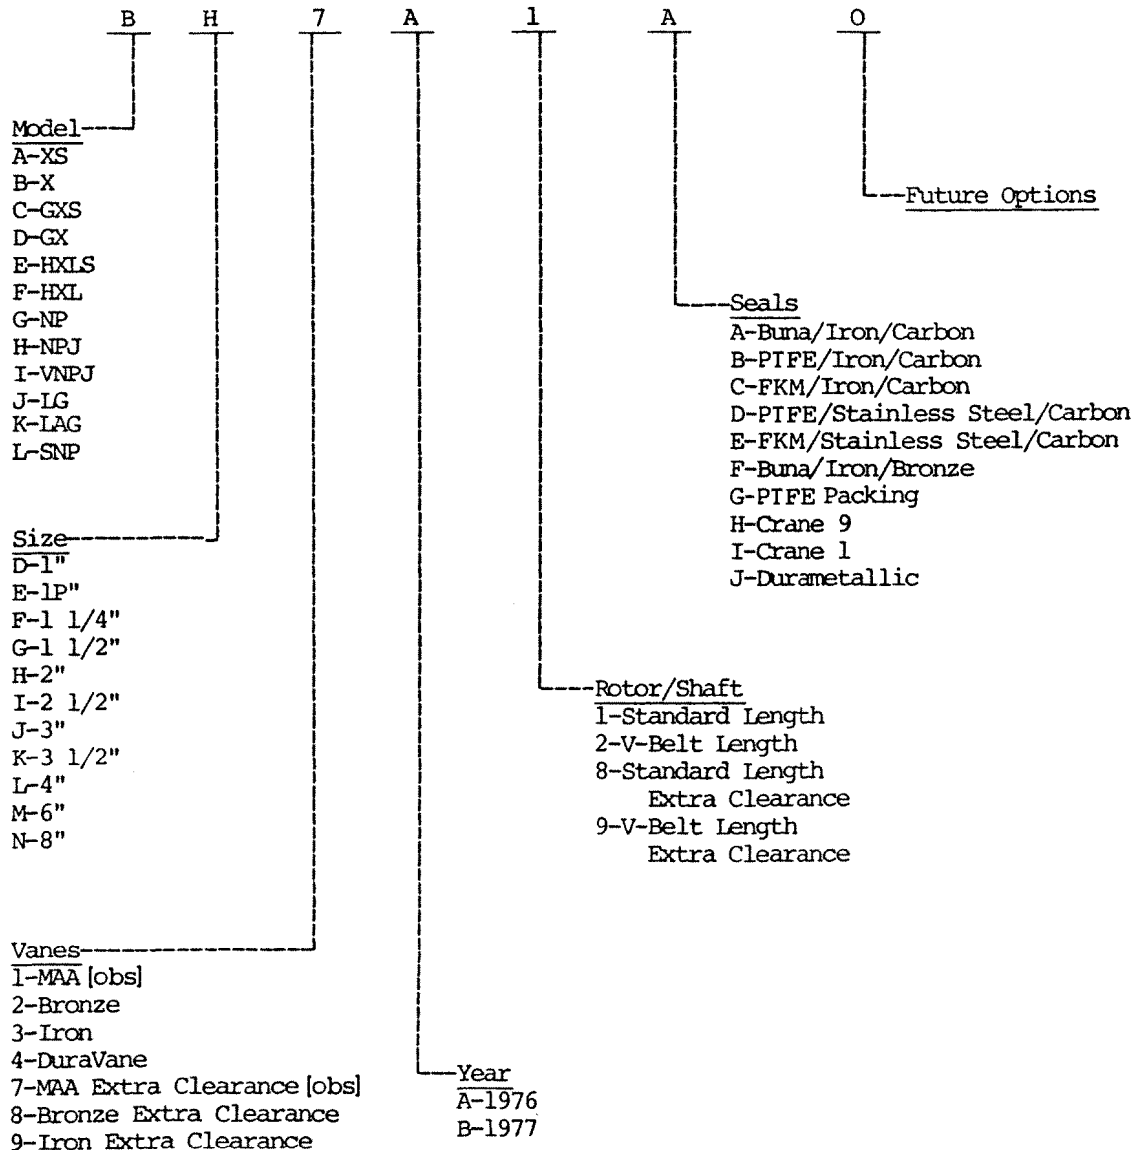 B H 7 A 1 A 0
Model
A-XS
B-X
C-GXS
D-GX
E-HXLS
F-HXL
G-NP
H-NPJ
I-VNPJ
J-LG
K-LAG
L-SNP
Future Options
Seals
A-Buna/Iron/Carbon
B-PTFE/Iron/Carbon
C-FKM/Iron/Carbon
D-PTFE/Stainless Steel/Carbon
E-FKM/Stainless Steel/Carbon
F-Buna/Iron/Bronze
G-PTFE Packing
H-Crane 9
I-Crane 1
J-Durametallic
Size
D-1"
E-1P"
F-1 1/4"
G-1 1/2"
H-2"
I-2 1/2"
J-3"
K-3 1/2"
L-4"
M-6"
N-8"
Rotor/Shaft
1-Standard Length
2-V-Belt Length
8-Standard Length
Extra Clearance
9-V-Belt Length
Extra Clearance
Vanes
1-MAA [obs]
2-Bronze
3-Iron
4-DuraVane
7-MAA Extra Clearance [obs]
8-Bronze Extra Clearance
9-Iron Extra Clearance
Year
A-1976
B-1977